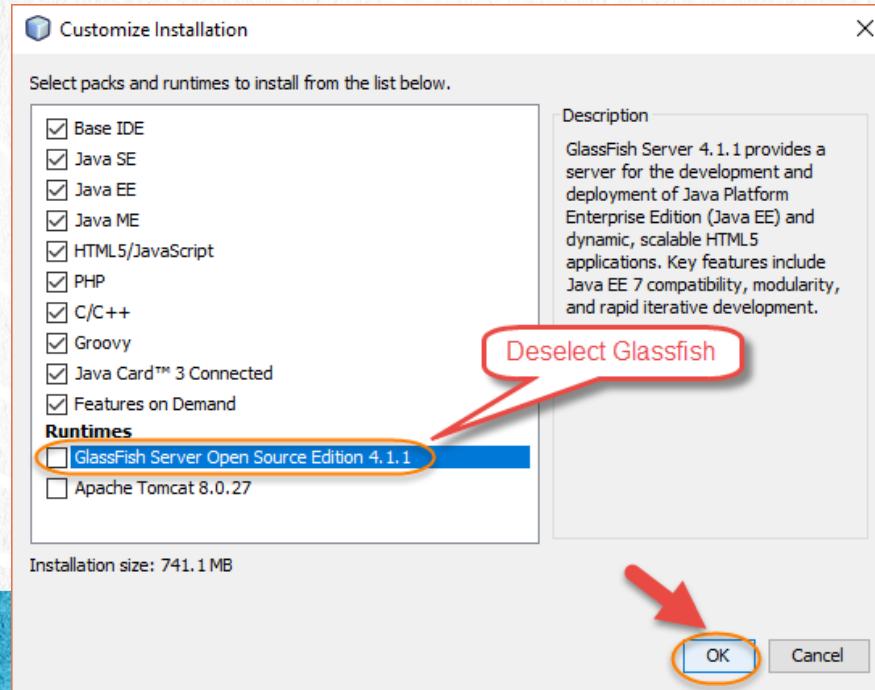 Customize Installation
Select packs and runtimes to install from the list below.
Base IDE
Java SE
Java EE
Java ME
HTML5/JavaScript
PHP
C/C++
Groovy
Java Card™ 3 Connected
Features on Demand
Runtimes
GlassFish Server Open Source Edition 4.1.1
Apache Tomcat 8.0.27
Description
GlassFish Server 4.1.1 provides a
server for the development and
deployment of Java Platform
Enterprise Edition (Java EE) and
dynamic, scalable HTML5
applications. Key features include
Java EE 7 compatibility, modularity,
and rapid iterative development.
Deselect Glassfish
Installation size: 741.1 MB
OK
Cancel